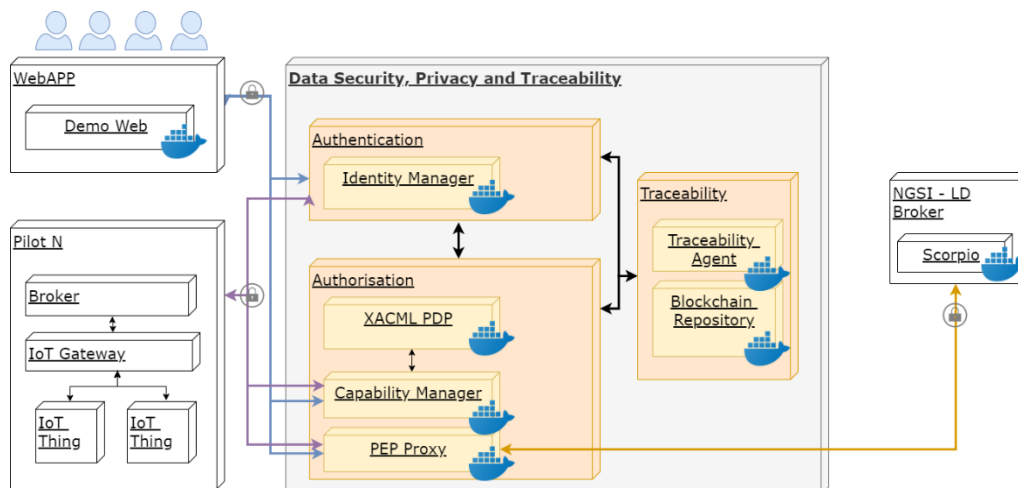 WebAPP
Demo Web
Pilot N
Broker
IoT Gateway
IoT
Thing
IoT
Thing
Data Security, Privacy and Traceability
Authentication
Identity Manager
Authorisation
XACML PDP
Capability Manager
PEP Proxy
Traceability
Traceability
Agent
Blockchain
Repository
NGSI - LD
Broker
Scorpio